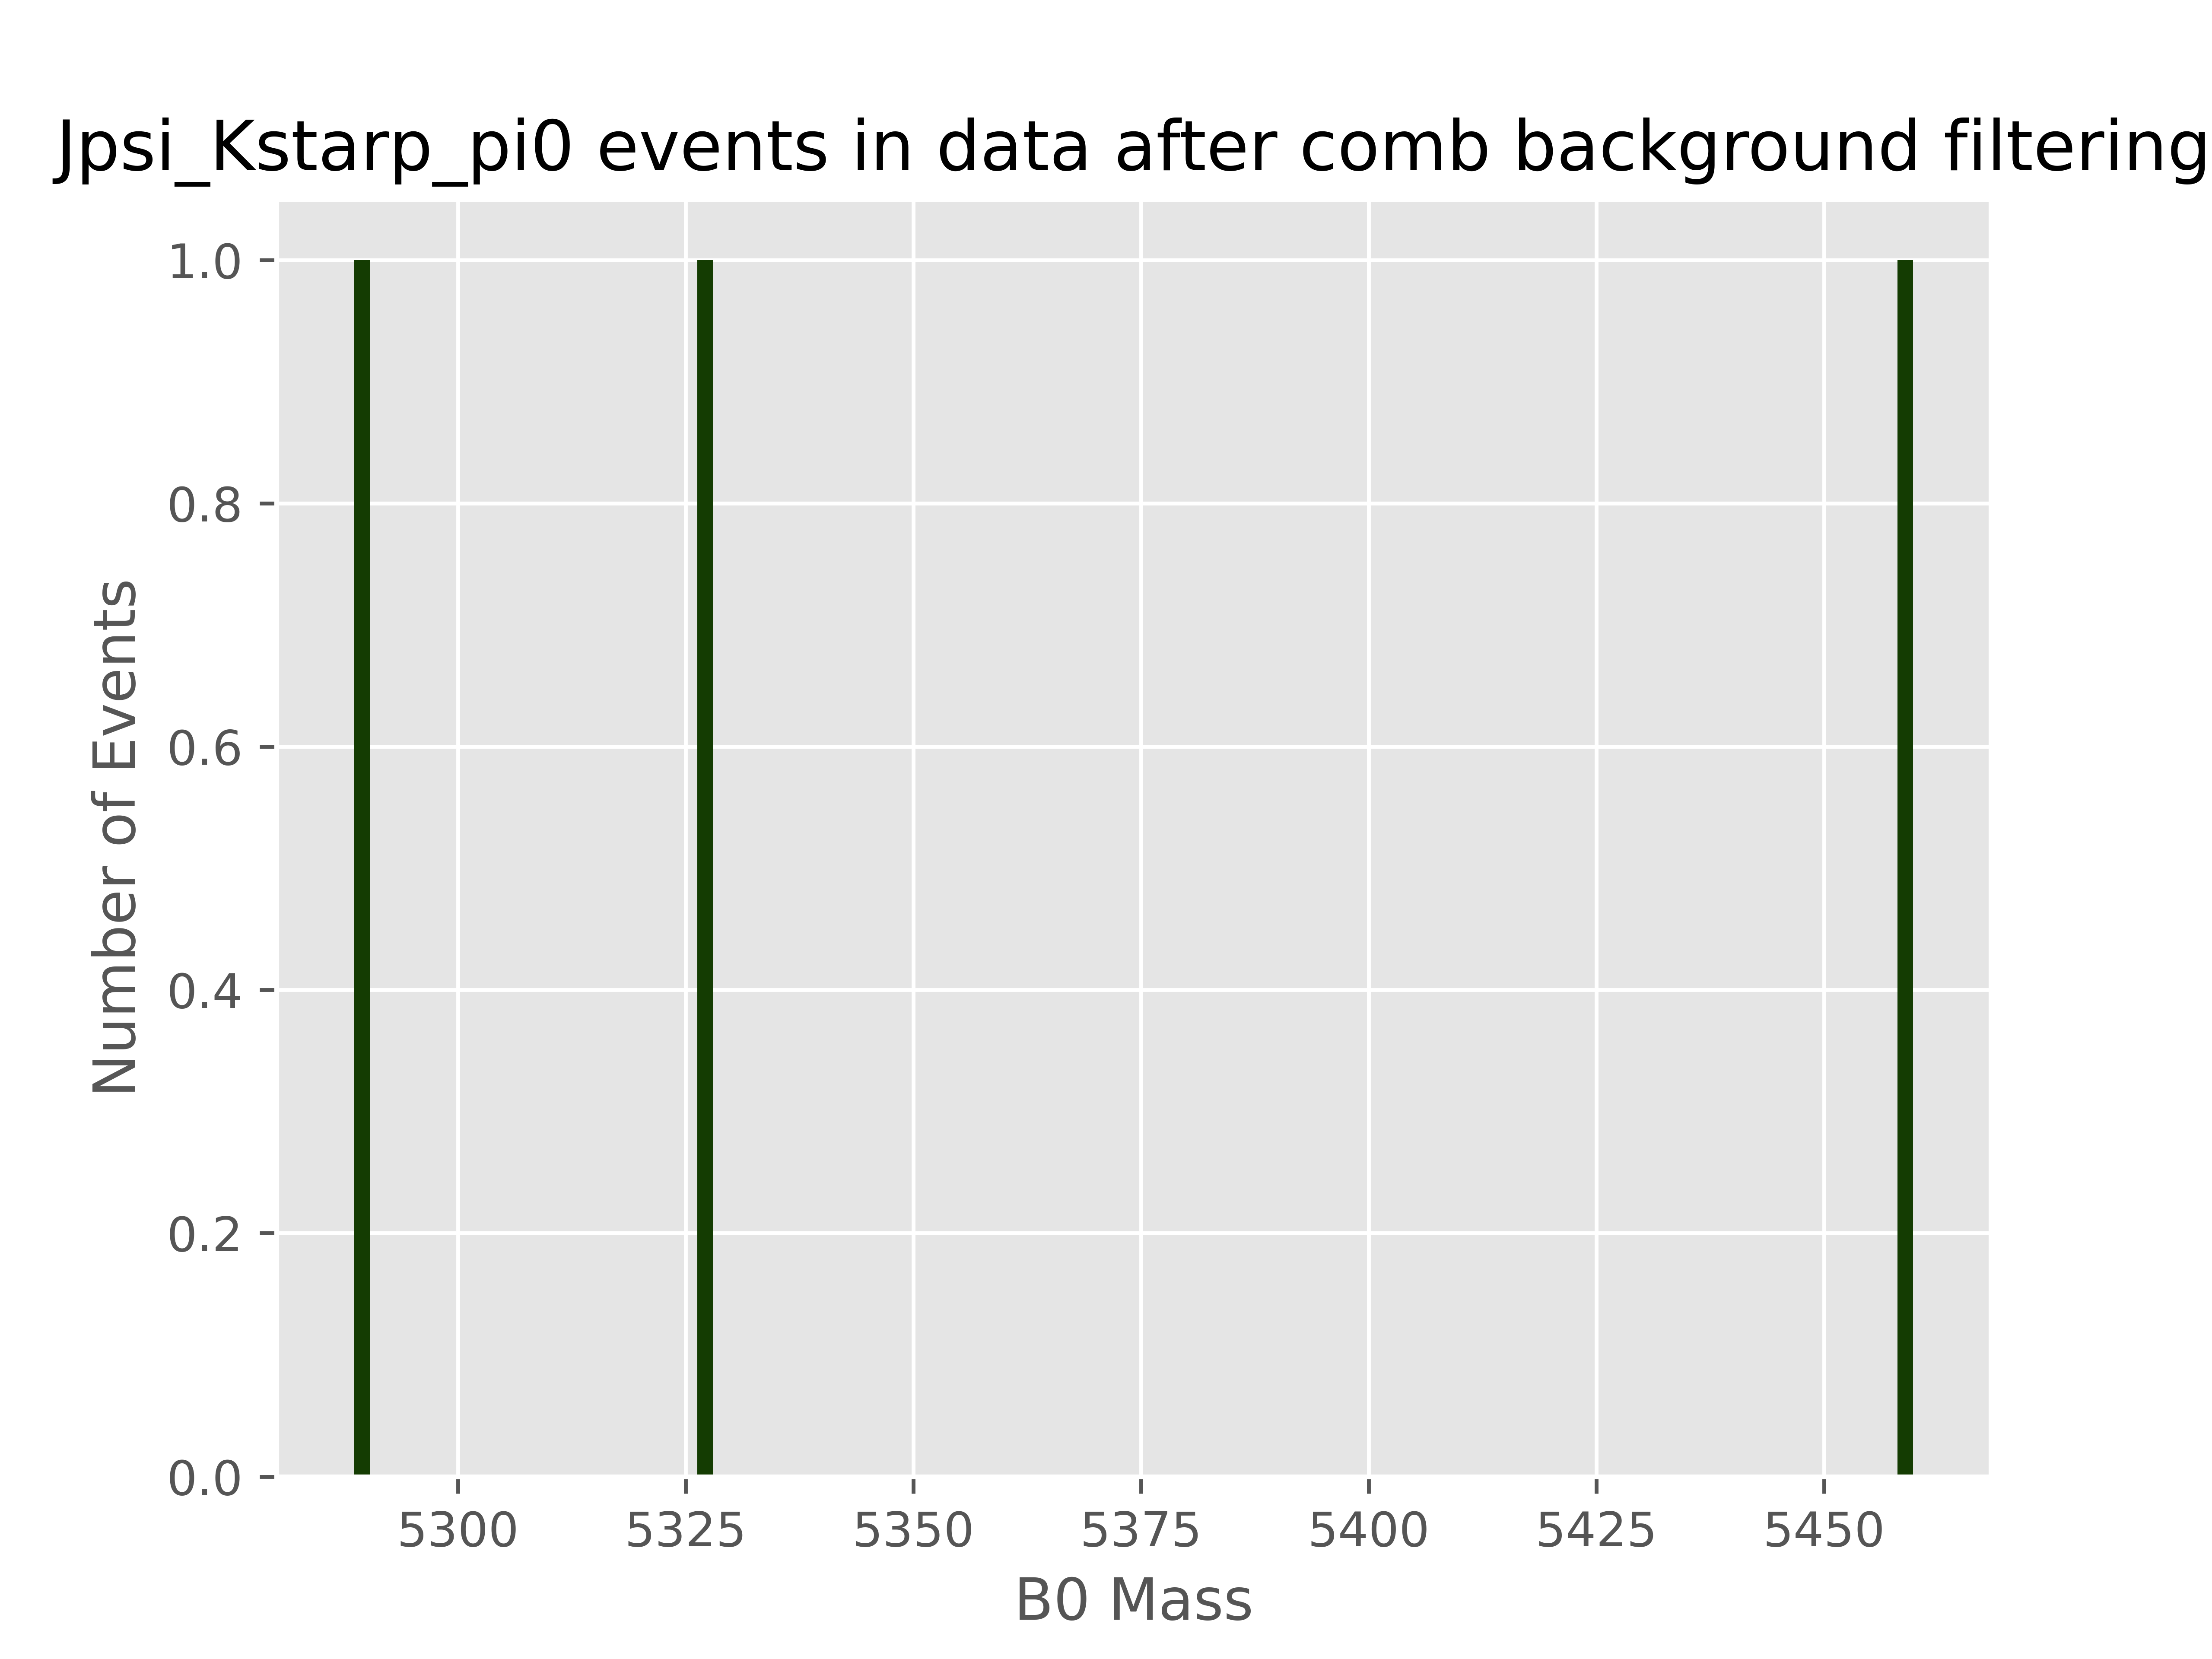 Jpsi_Kstarp_pi0 events in data after comb background filtering
1.0
0.8
0.6
0.4
0.2
0.0
Number of Events
5300 5325 5350 5375 5400 5425 5450
B0 Mass